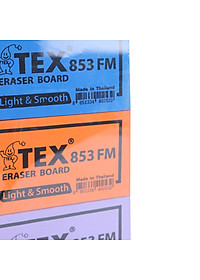 TEX 853 FM
ERASER BOARD
Light & Smooth
Made in Thailand
TEX® 853 FM
ERASER BOARD
Light & Smooth
Made in Thailand